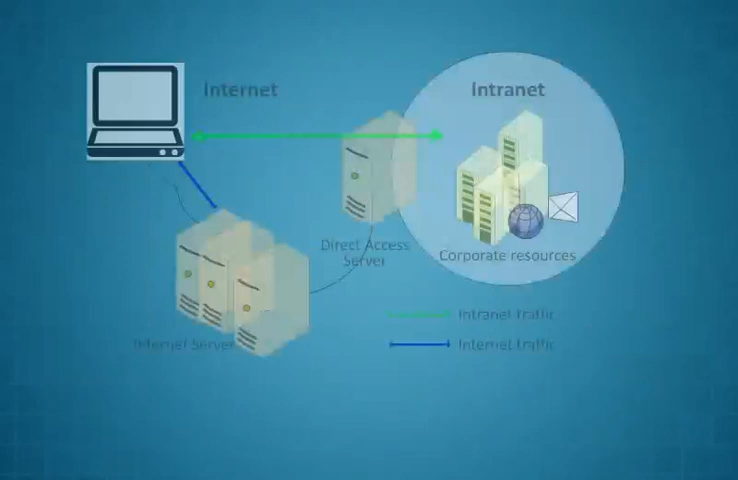 Internet
Intranet
Direct Access
Server
Corporate resources
Intranet traffic
Internet Server
Internet traffic